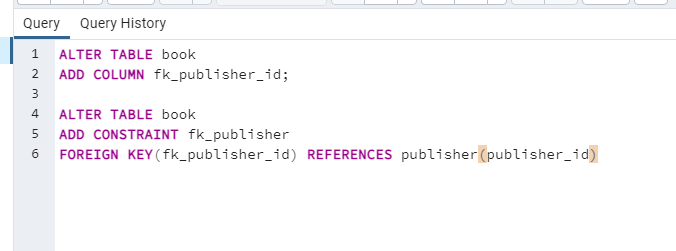 Query Query History
1 ALTER TABLE book
2 ADD COLUMN fk_publisher_id;
3
4 ALTER TABLE book
5 ADD CONSTRAINT fk_publisher
6 FOREIGN KEY(fk_publisher_id) REFERENCES publisher(publisher_id)